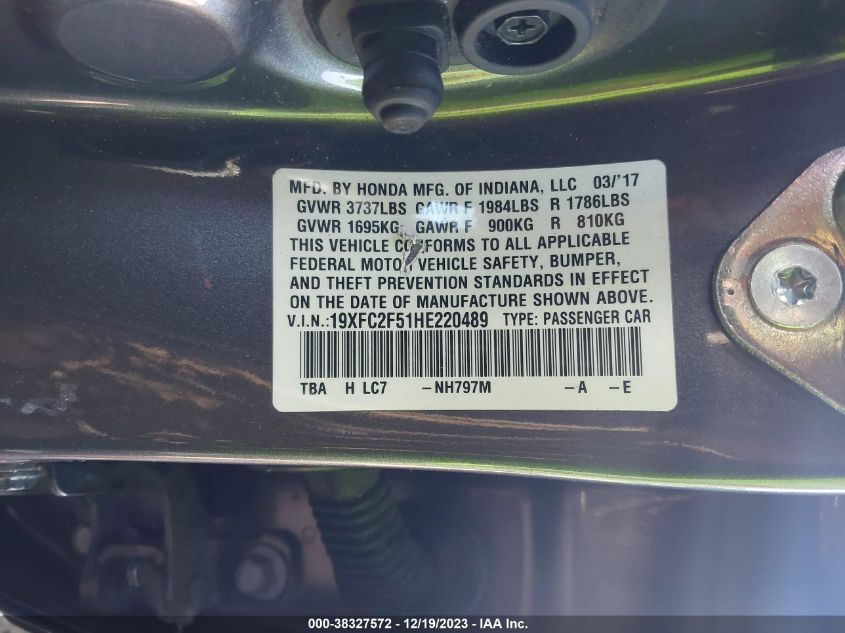 MFD. BY HONDA MFG. OF INDIANA, LLC 03/'17
GVWR 3737LBS GAWR F 1984LBS R 1786LBS
GVWR 1695KG GAWR F 900KG R 810KG
THIS VEHICLE CONFORMS TO ALL APPLICABLE
FEDERAL MOTOR VEHICLE SAFETY, BUMPER,
AND THEFT PREVENTION STANDARDS IN EFFECT
ON THE DATE OF MANUFACTURE SHOWN ABOVE.
V.I.N.:19XFC2F51HE220489 TYPE: PASSENGER CAR
TBA H LC7 -NH797M -A -E
000-38327572 - 12/19/2023 - IAA Inc.